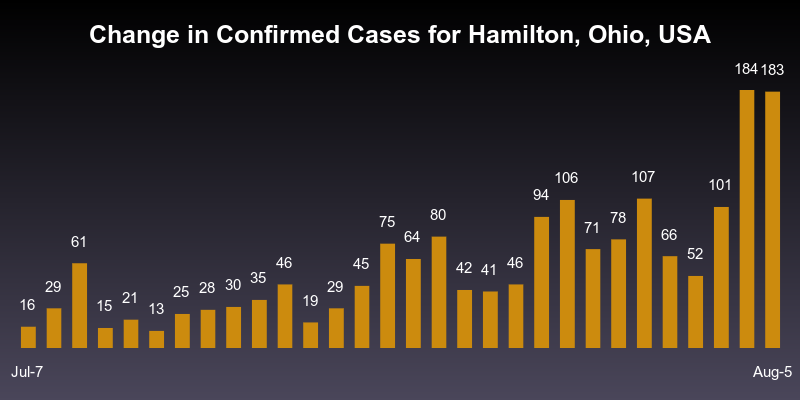 Change in Confirmed Cases for Hamilton, Ohio, USA
16 29 61 15 21 13 25 28 30 35 46 19 29 45 75 64 80 42 41 46 94 106 71 78 107 66 52 101 184 183
Jul-7 Aug-5